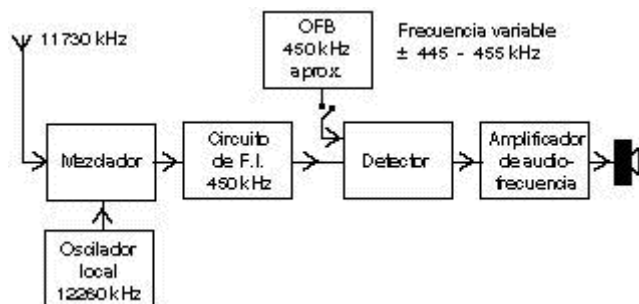 11730 kHz
OFB
450 kHz
aprox.
Frecuencia variable
± 445 - 455 kHz
Mezclador
Circuito
de F.I.
450 kHz
Detector
Amplificador
de audio-
frecuencia
Oscilador
local
12260 kHz